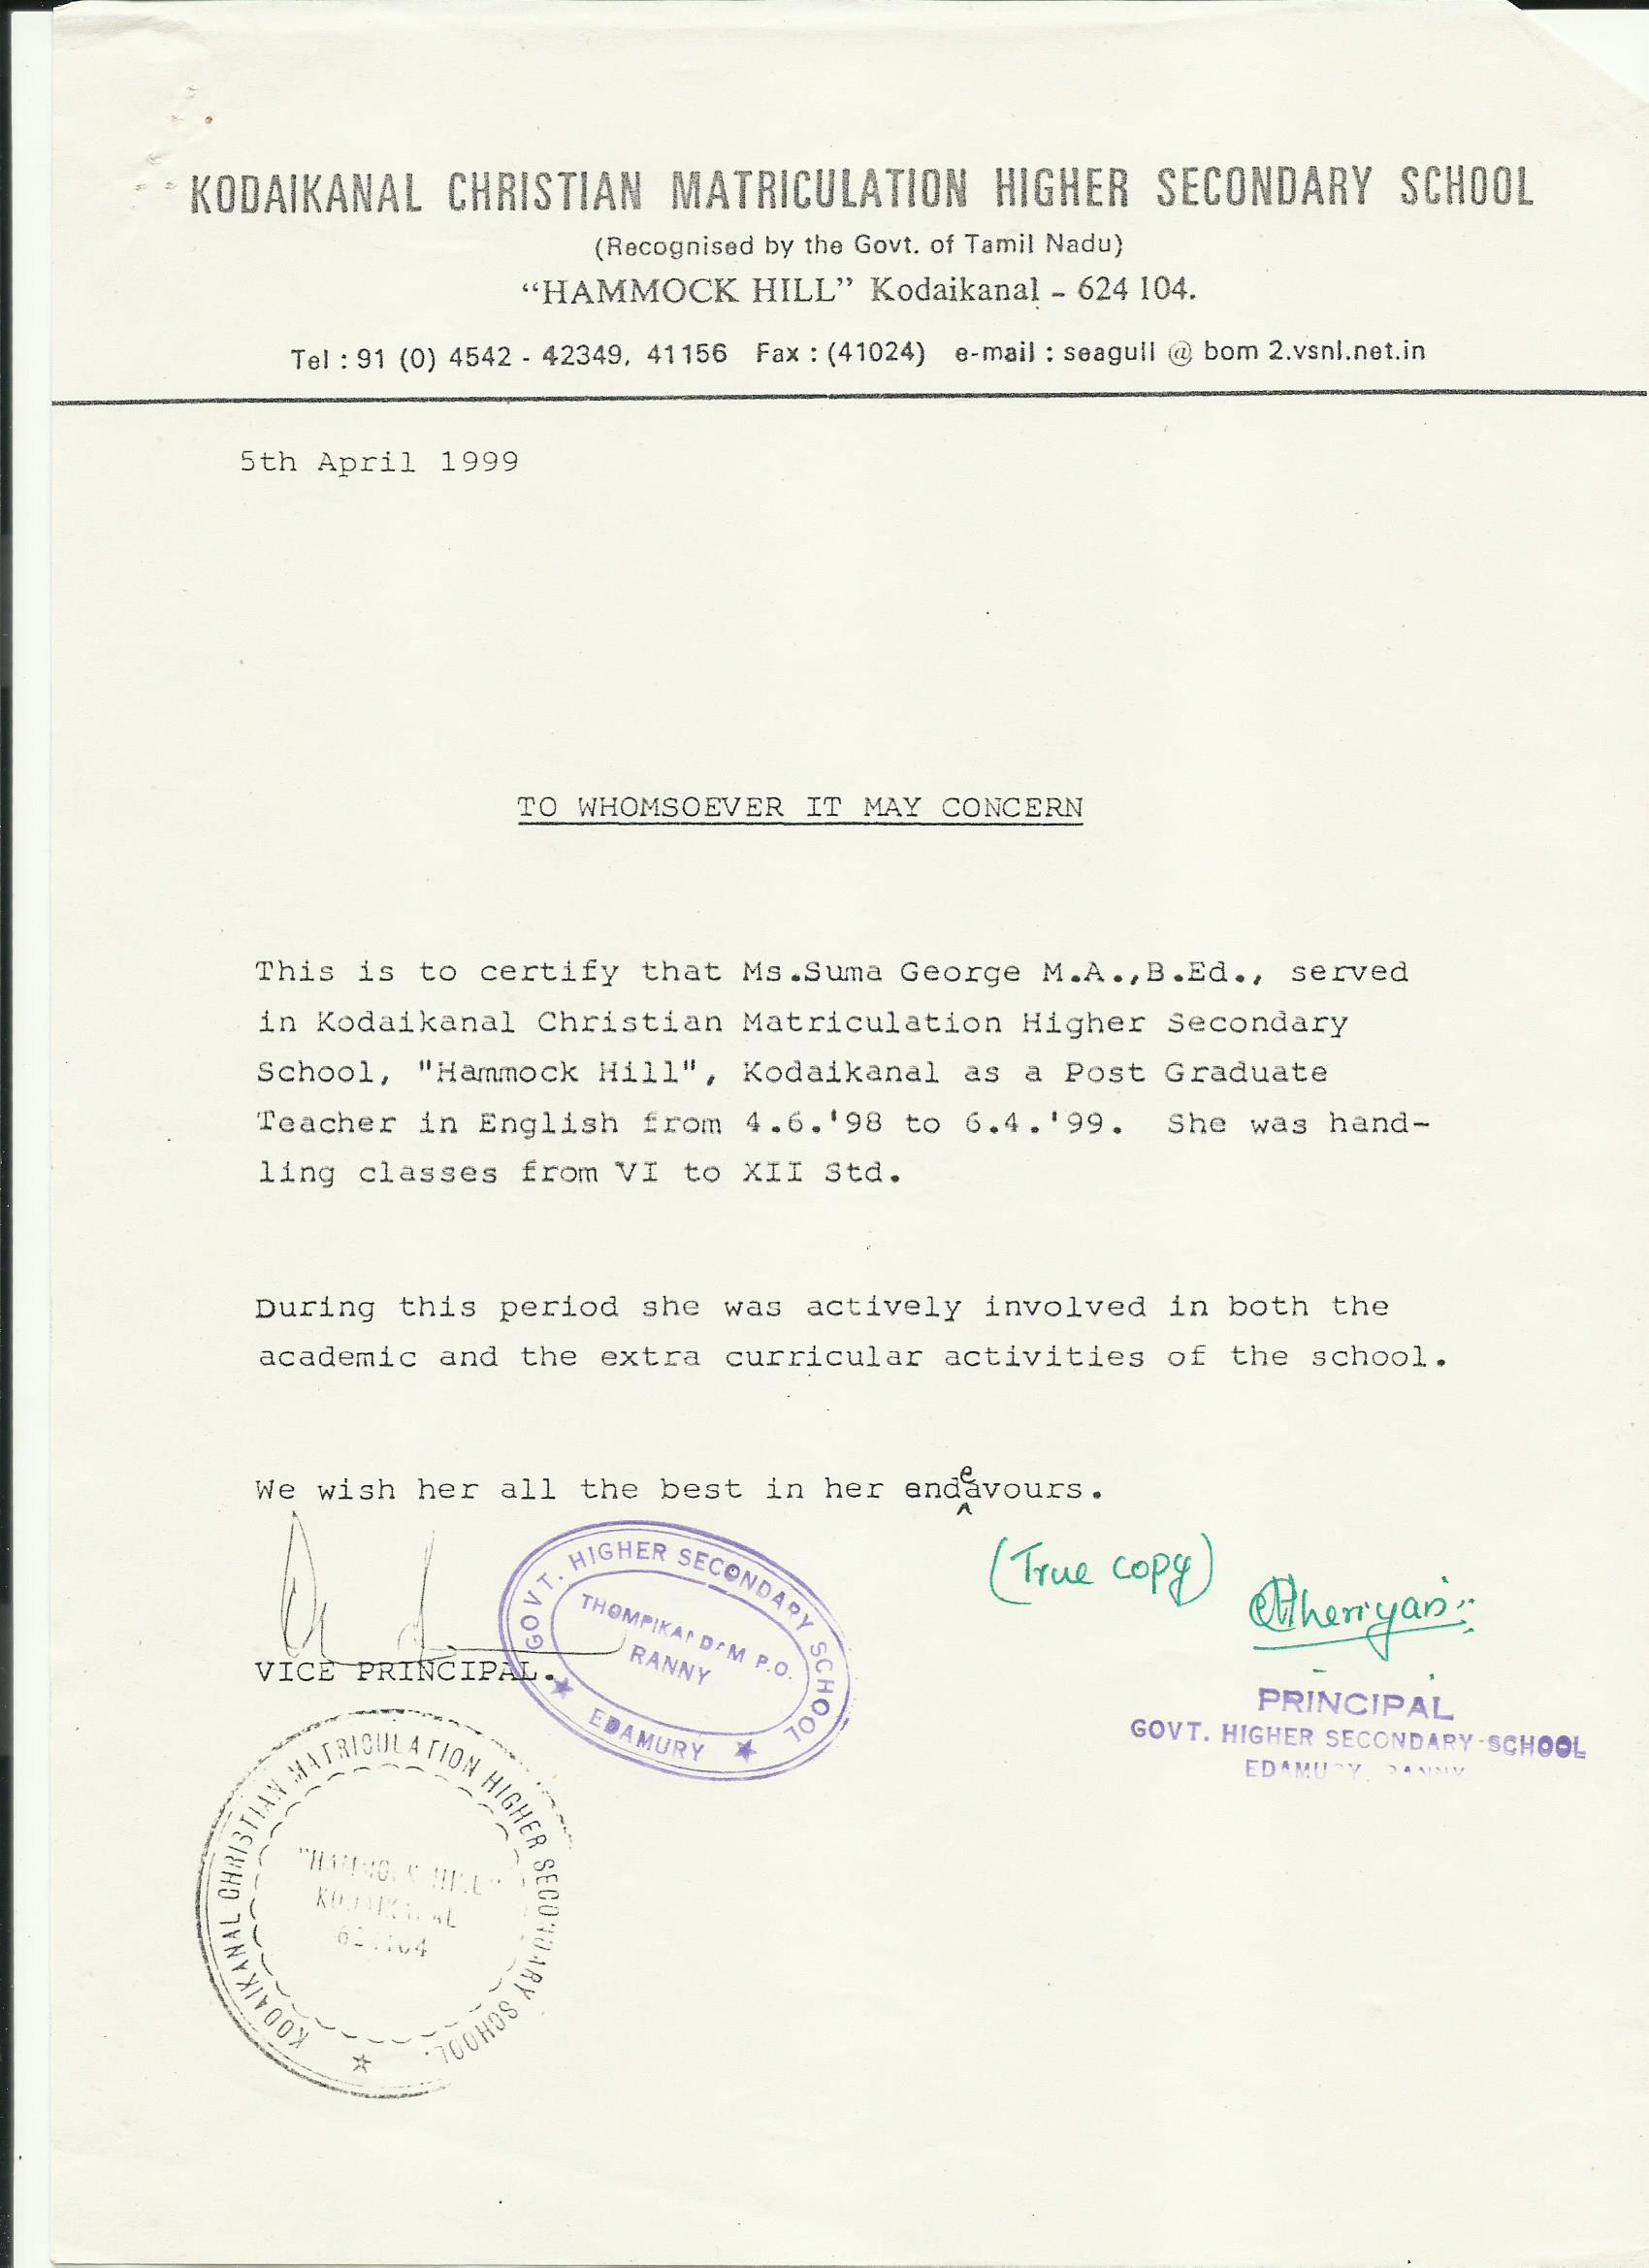 KODAIKANAL CHRISTIAN MATRICULATION HIGHER SECONDARY SCHOOL
(Recognised by the Govt. of Tamil Nadu)
“HAMMOCK HILL” Kodaikanal - 624 104.
Tel : 91 (0) 4542 - 42349, 41156 Fax : (41024) e-mail : seagull @ bom 2.vsnl.net.in
5th April 1999
TO WHOMSOEVER IT MAY CONCERN
This is to certify that Ms.Suma George M.A.,B.Ed., served
in Kodaikanal Christian Matriculation Higher Secondary
School, "Hammock Hill", Kodaikanal as a Post Graduate
Teacher in English from 4.6.'98 to 6.4.'99. She was hand-
ling classes from VI to XII Std.
During this period she was actively involved in both the
academic and the extra curricular activities of the school.
We wish her all the best in her endeavours.
(True copy)
VICE PRINCIPAL.
GOVT. HIGHER SECONDARY SCHOOL
THOMPIKANDAM P.O.
RANNY
★ EDAMURY ★
PRINCIPAL
GOVT. HIGHER SECONDARY SCHOOL
EDAMURY, RANNY
KODAIKANAL CHRISTIAN MATRICULATION HIGHER SECONDARY SCHOOL.
"HAMMOCK HILL"
KODAIKANAL
624104